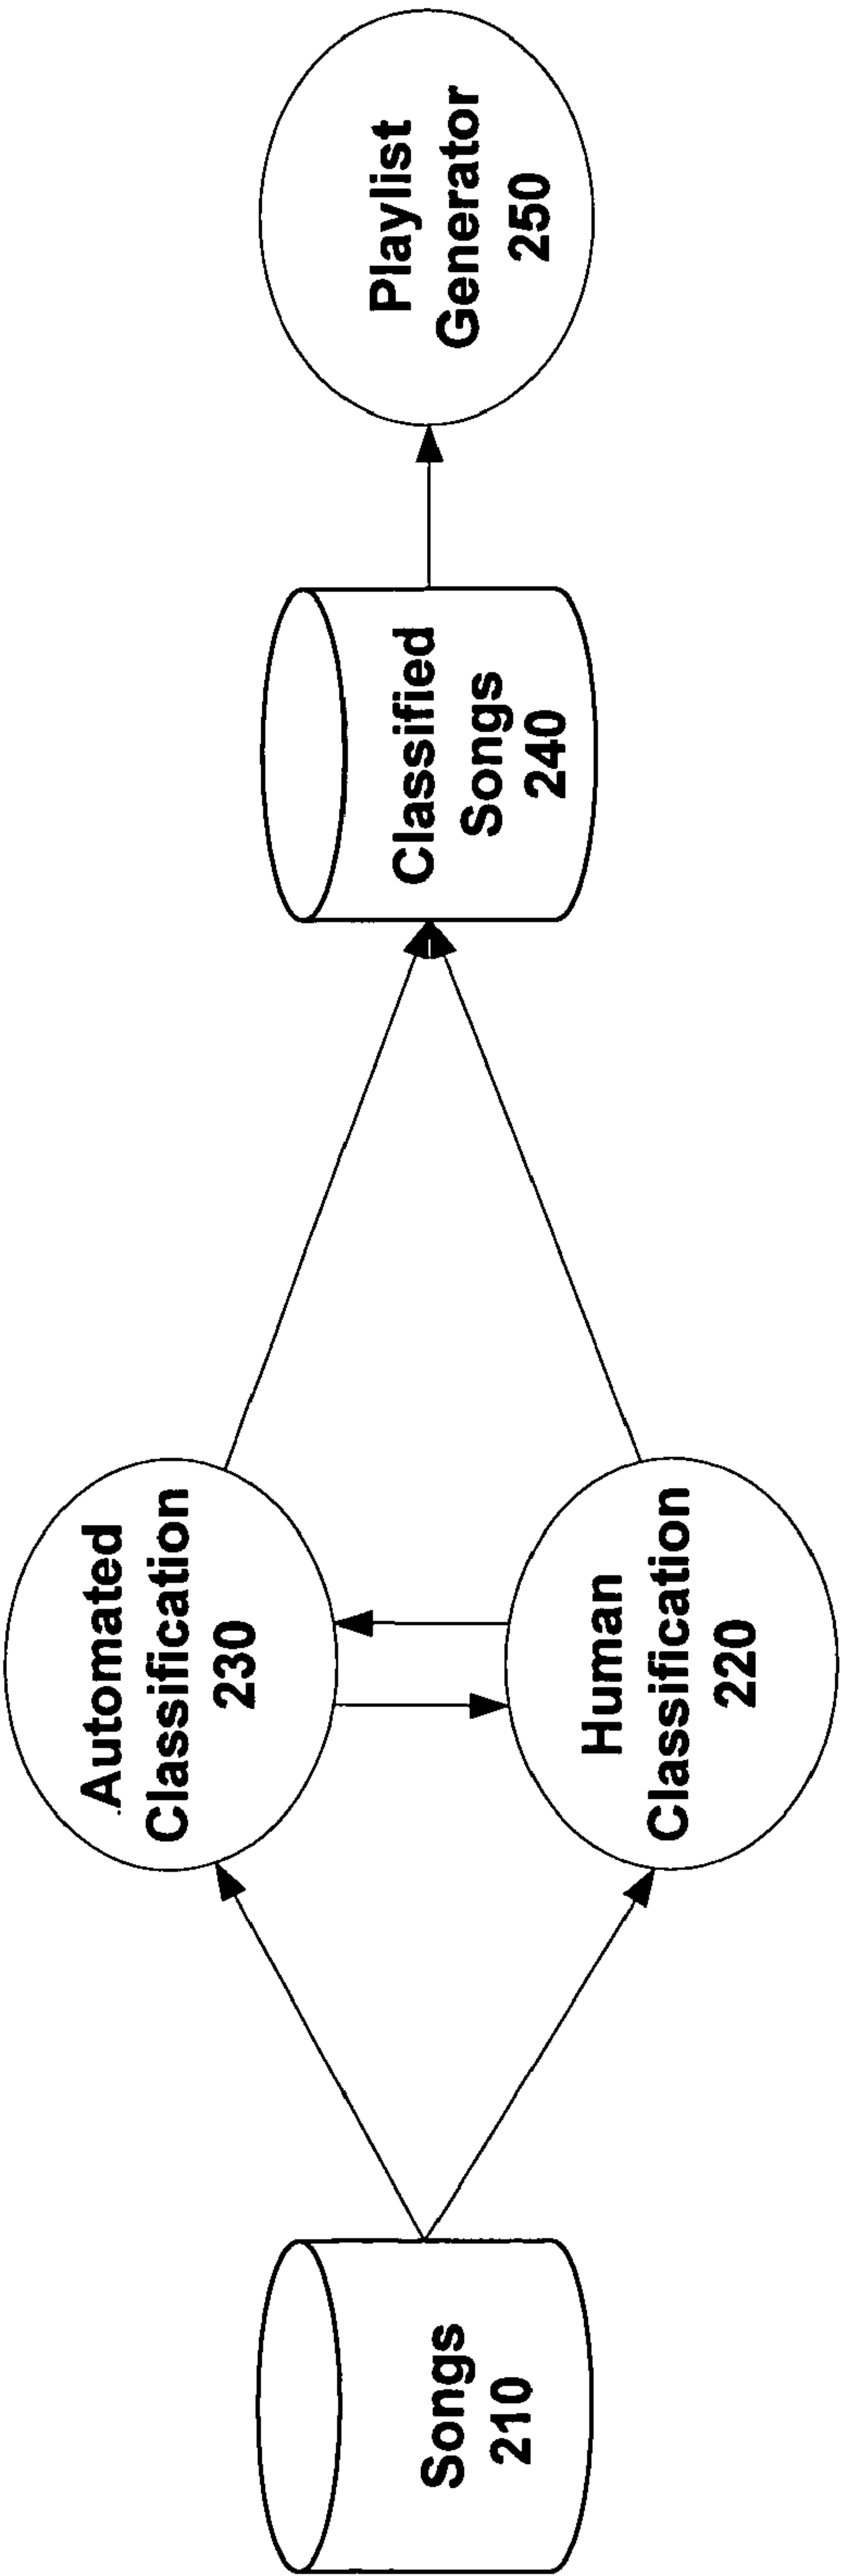 Songs
210
Automated
Classification
230
Human
Classification
220
Classified
Songs
240
Playlist
Generator
250